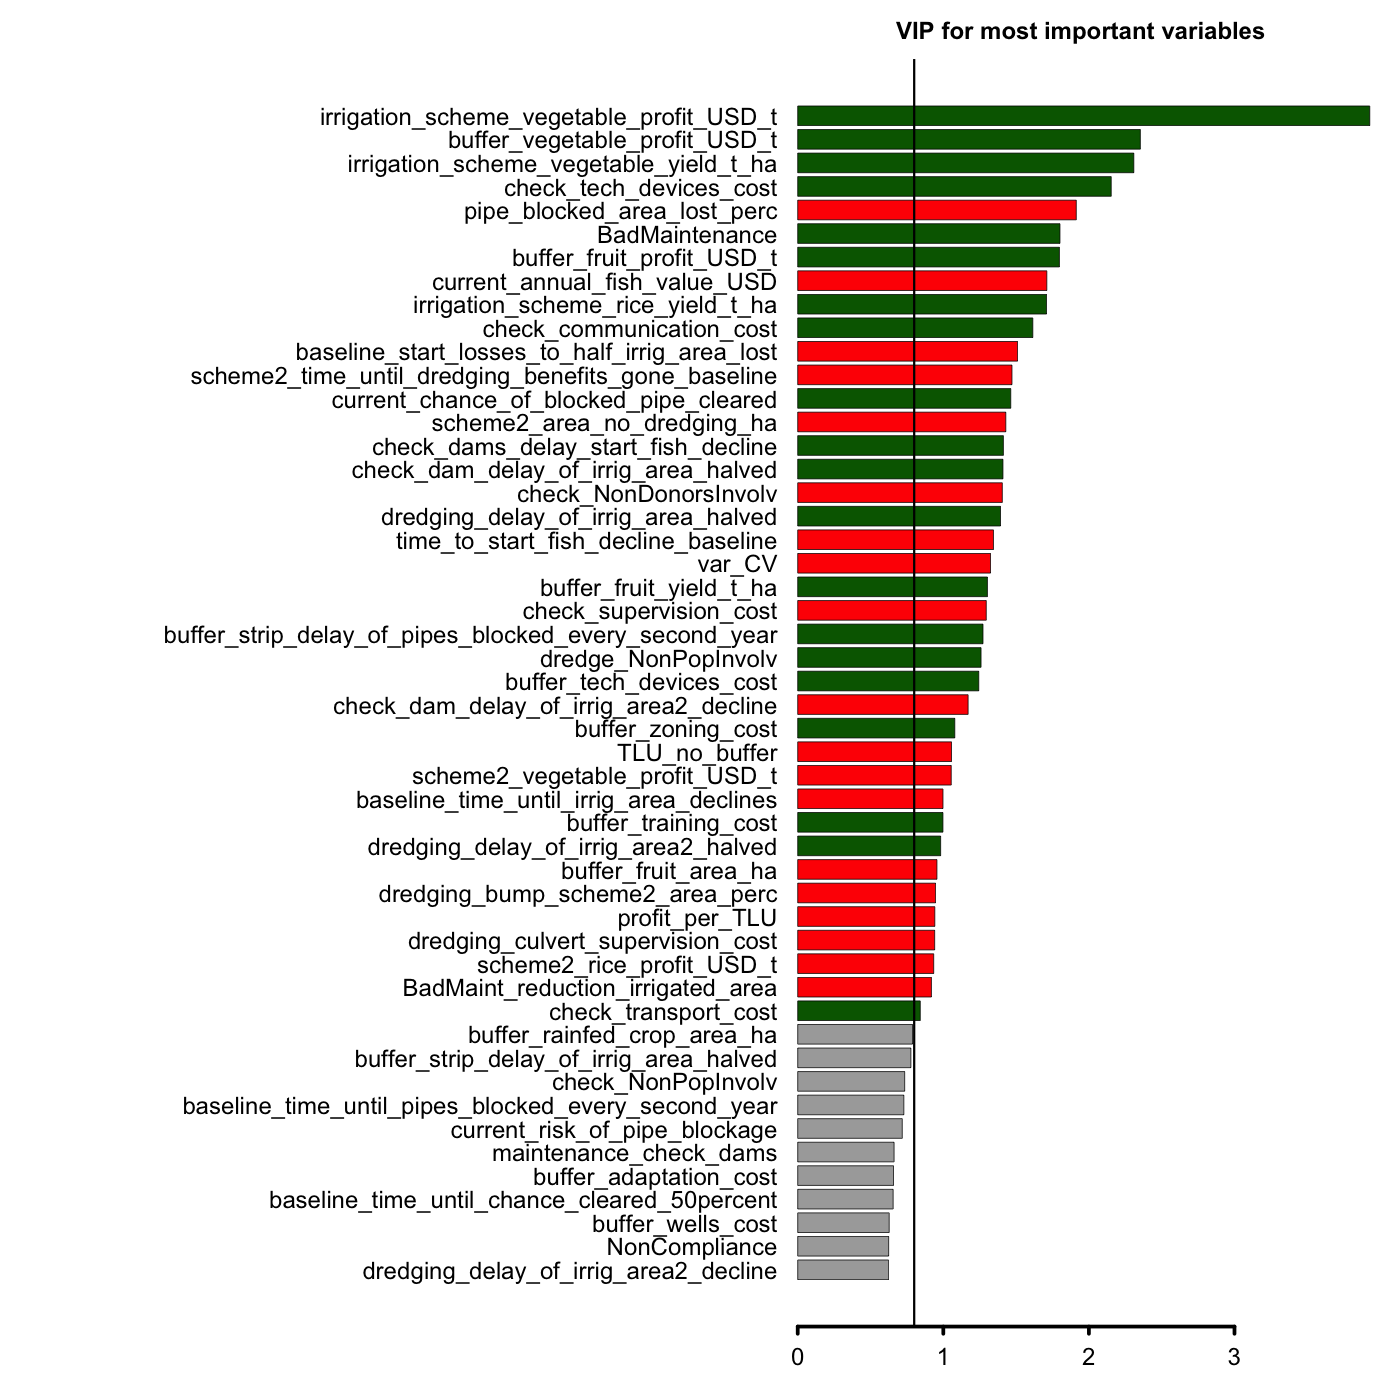 VIP for most important variables
irrigation_scheme_vegetable_profit_USD_t
buffer_vegetable_profit_USD_t
irrigation_scheme_vegetable_yield_t_ha
check_tech_devices_cost
pipe_blocked_area_lost_perc
BadMaintenance
buffer_fruit_profit_USD_t
current_annual_fish_value_USD
irrigation_scheme_rice_yield_t_ha
check_communication_cost
baseline_start_losses_to_half_irrig_area_lost
scheme2_time_until_dredging_benefits_gone_baseline
current_chance_of_blocked_pipe_cleared
scheme2_area_no_dredging_ha
check_dams_delay_start_fish_decline
check_dam_delay_of_irrig_area_halved
check_NonDonorsInvolv
dredging_delay_of_irrig_area_halved
time_to_start_fish_decline_baseline
var_CV
buffer_fruit_yield_t_ha
check_supervision_cost
buffer_strip_delay_of_pipes_blocked_every_second_year
dredge_NonPopInvolv
buffer_tech_devices_cost
check_dam_delay_of_irrig_area2_decline
buffer_zoning_cost
TLU_no_buffer
scheme2_vegetable_profit_USD_t
baseline_time_until_irrig_area_declines
buffer_training_cost
dredging_delay_of_irrig_area2_halved
buffer_fruit_area_ha
dredging_bump_scheme2_area_perc
profit_per_TLU
dredging_culvert_supervision_cost
scheme2_rice_profit_USD_t
BadMaint_reduction_irrigated_area
check_transport_cost
buffer_rainfed_crop_area_ha
buffer_strip_delay_of_irrig_area_halved
check_NonPopInvolv
baseline_time_until_pipes_blocked_every_second_year
current_risk_of_pipe_blockage
maintenance_check_dams
buffer_adaptation_cost
baseline_time_until_chance_cleared_50percent
buffer_wells_cost
NonCompliance
dredging_delay_of_irrig_area2_decline
0 1 2 3